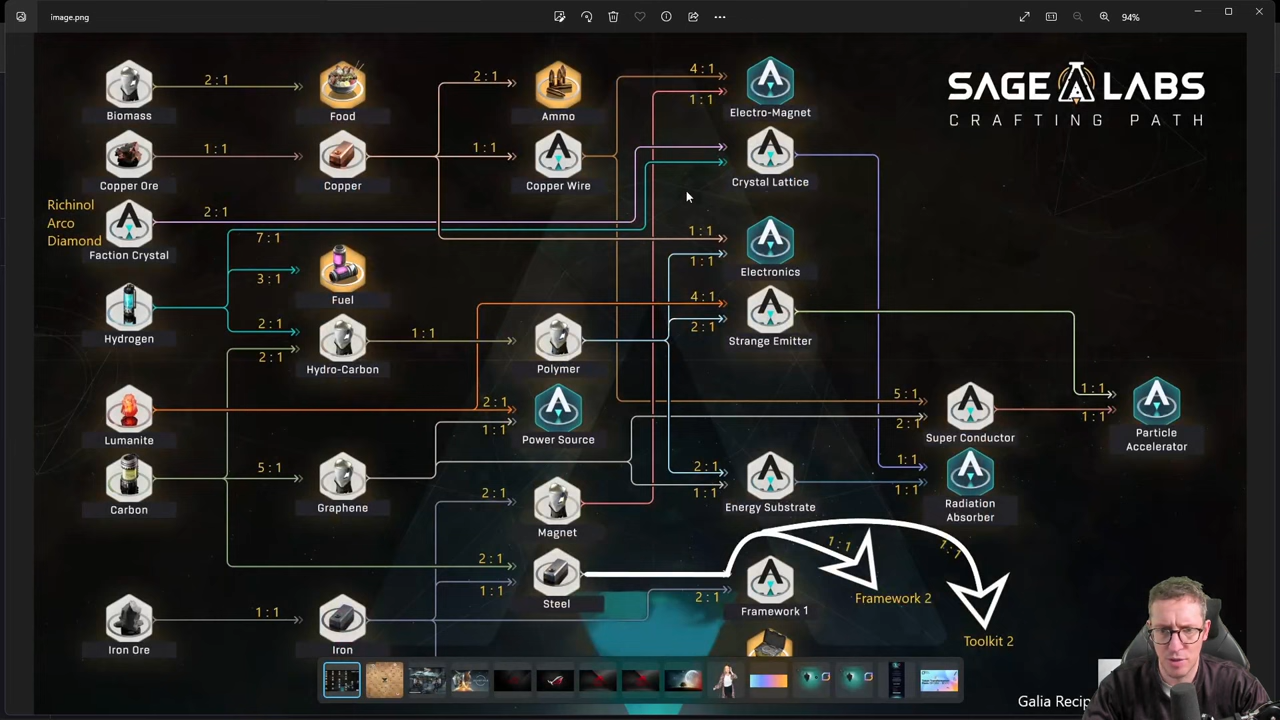 image.png
94%
SAGE LABS
CRAFTING PATH
Biomass
2:1
Food
2:1
Ammo
4:1
1:1
Electro-Magnet
Copper Ore
1:1
Copper
1:1
Copper Wire
Crystal Lattice
Richinol
Arco
Diamond
Faction Crystal
2:1
7:1
3:1
Fuel
1:1
1:1
Electronics
Hydrogen
2:1
2:1
Hydro-Carbon
1:1
Polymer
4:1
2:1
Strange Emitter
Lumanite
2:1
1:1
Power Source
5:1
2:1
Super Conductor
1:1
1:1
Particle
Accelerator
Carbon
5:1
Graphene
2:1
Magnet
2:1
1:1
Energy Substrate
1:1
1:1
Radiation
Absorber
2:1
1:1
Steel
1:1
1:1
2:1
Framework 1
Framework 2
Toolkit 2
Iron Ore
1:1
Iron
Galia Recip